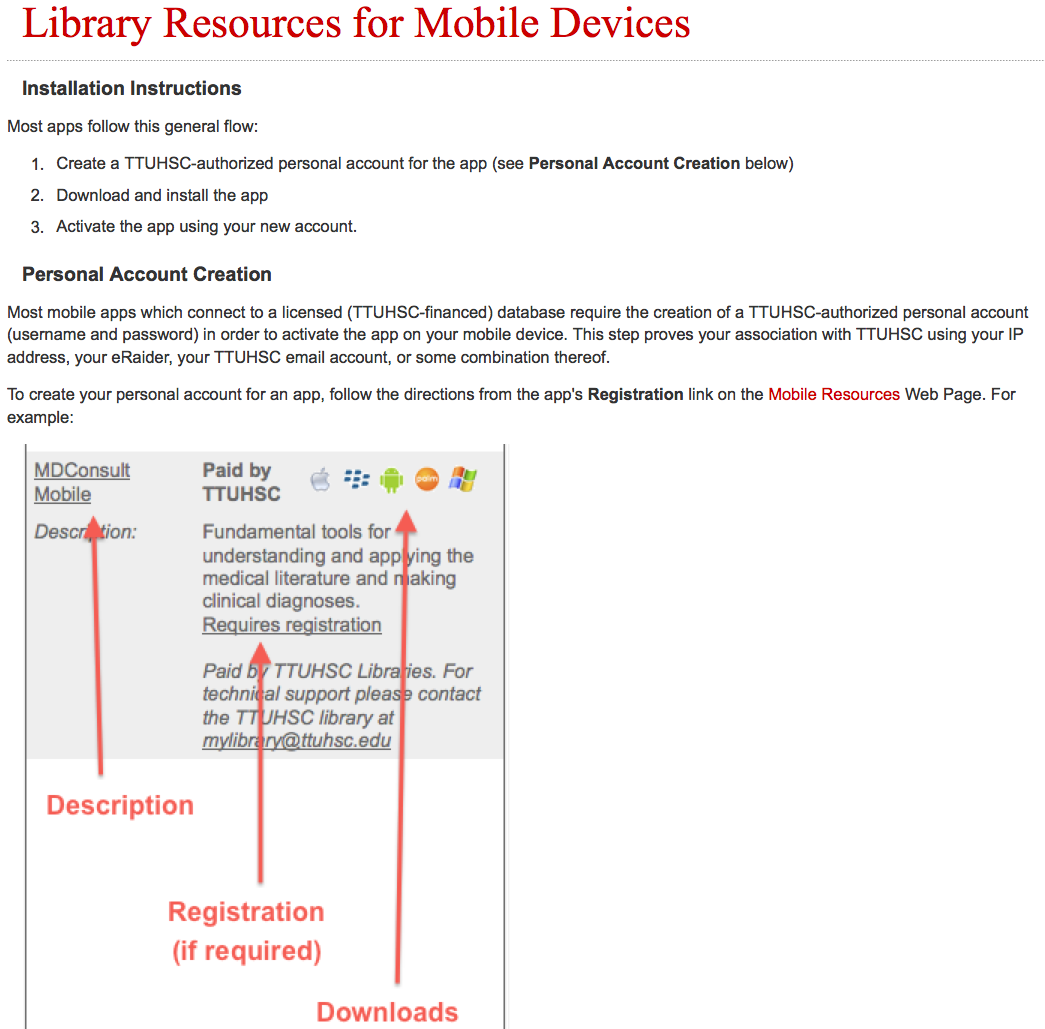 Library Resources for Mobile Devices
Installation Instructions
Most apps follow this general flow:
1. Create a TTUHSC-authorized personal account for the app (see Personal Account Creation below)
2. Download and install the app
3. Activate the app using your new account.
Personal Account Creation
Most mobile apps which connect to a licensed (TTUHSC-financed) database require the creation of a TTUHSC-authorized personal account
(username and password) in order to activate the app on your mobile device. This step proves your association with TTUHSC using your IP
address, your eRaider, your TTUHSC email account, or some combination thereof.
To create your personal account for an app, follow the directions from the app's Registration link on the Mobile Resources Web Page. For
example:
MDConsult
Mobile
Paid by
TTUHSC
palm
Description:
Fundamental tools for
understanding and applying the
medical literature and making
clinical diagnoses.
Requires registration
Paid by TTUHSC Libraries. For
technical support please contact
the TTUHSC library at
mylibrary@ttuhsc.edu
Description
Registration
(if required)
Downloads